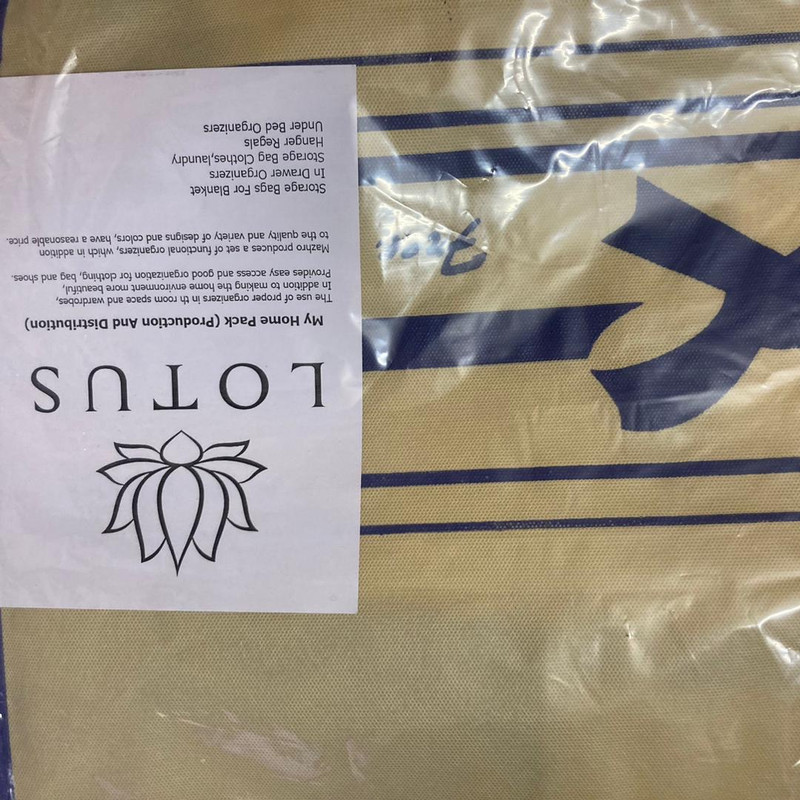 LOTUS
My Home Pack (Production And Distribution)
The use of proper organizers in th room space and wardrobes,
In addition to making the home environment more beautiful,
Provides easy access and good organization for clothing, bag and shoes.
Mazhro produces a set of functional organizers, which in addition
to the quality and variety of designs and colors, have a reasonable price.
Storage Bags For Blanket
In Drawer Organizers
Storage Bag Clothes,laundry
Hanger Regals
Under Bed Organizers